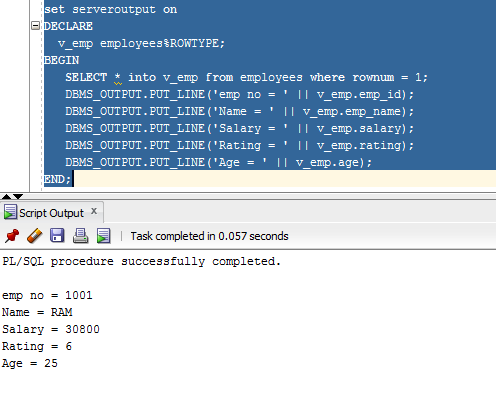 set serveroutput on
DECLARE
v_emp employees%ROWTYPE;
BEGIN
SELECT * into v_emp from employees where rownum = 1;
DBMS_OUTPUT.PUT_LINE('emp no = ' || v_emp.emp_id);
DBMS_OUTPUT.PUT_LINE('Name = ' || v_emp.emp_name);
DBMS_OUTPUT.PUT_LINE('Salary = ' || v_emp.salary);
DBMS_OUTPUT.PUT_LINE('Rating = ' || v_emp.rating);
DBMS_OUTPUT.PUT_LINE('Age = ' || v_emp.age);
END;
Script Output x
Task completed in 0.057 seconds
PL/SQL procedure successfully completed.
emp no = 1001
Name = RAM
Salary = 30800
Rating = 6
Age = 25